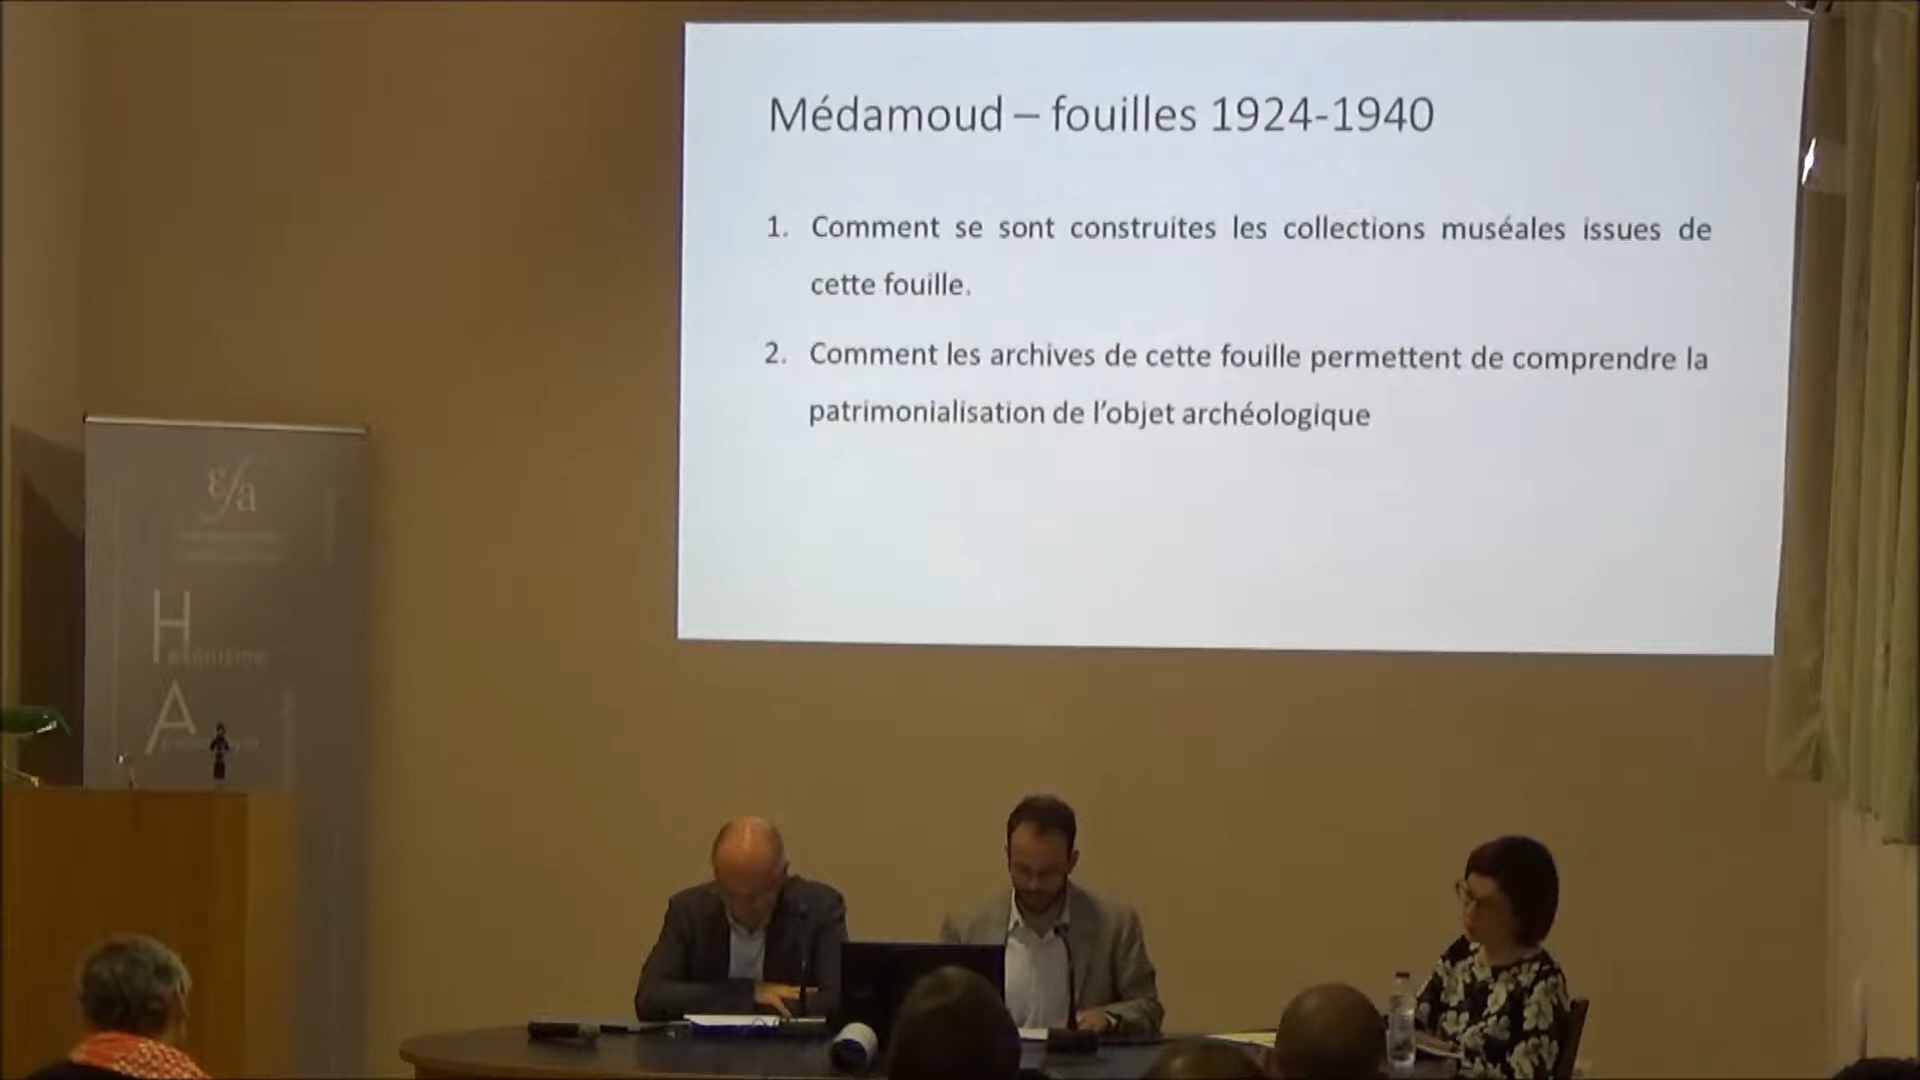 Médamoud – fouilles 1924-1940
1. Comment se sont construites les collections muséales issues de
cette fouille.
2. Comment les archives de cette fouille permettent de comprendre la
patrimonialisation de l'objet archéologique
εfa
H
A